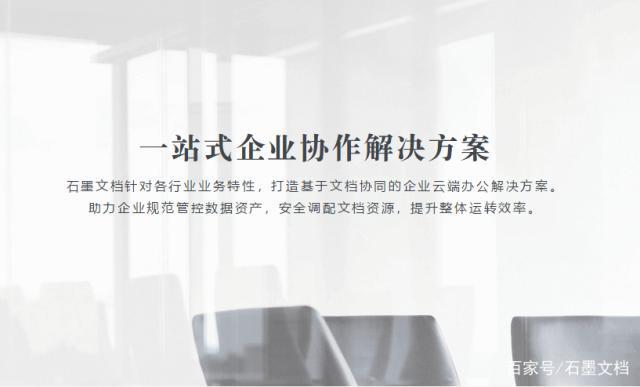 一站式企业协作解决方案
石墨文档针对各行业业务特性，打造基于文档协同的企业云端办公解决方案。
助力企业规范管控数据资产，安全调配文档资源，提升整体运转效率。
百家号/石墨文档